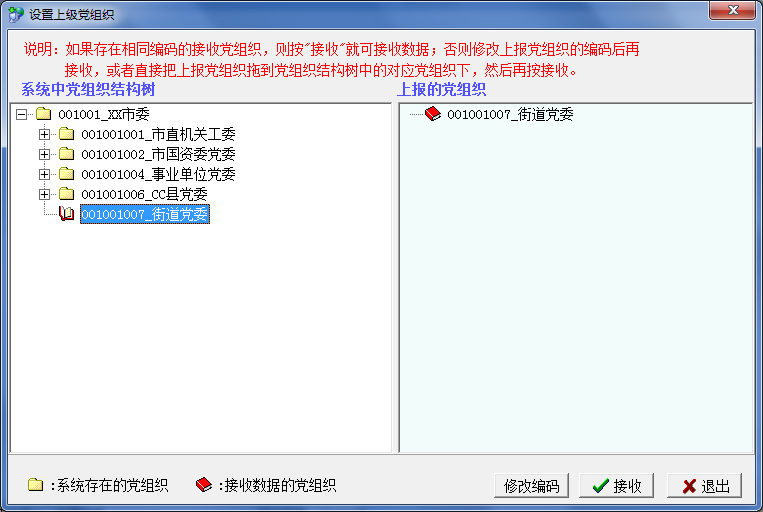 设置上级党组织
说明：如果存在相同编码的接收党组织，则按"接收"就可接收数据；否则修改上报党组织的编码后再
接收，或者直接把上报党组织拖到党组织结构树中的对应党组织下，然后再按接收。
系统中党组织结构树
上报的党组织
001001_XX市委
001001001_市直机关工委
001001002_市国资委党委
001001004_事业单位党委
001001006_CC县党委
001001007_街道党委
001001007_街道党委
:系统存在的党组织
:接收数据的党组织
修改编码
接收
退出